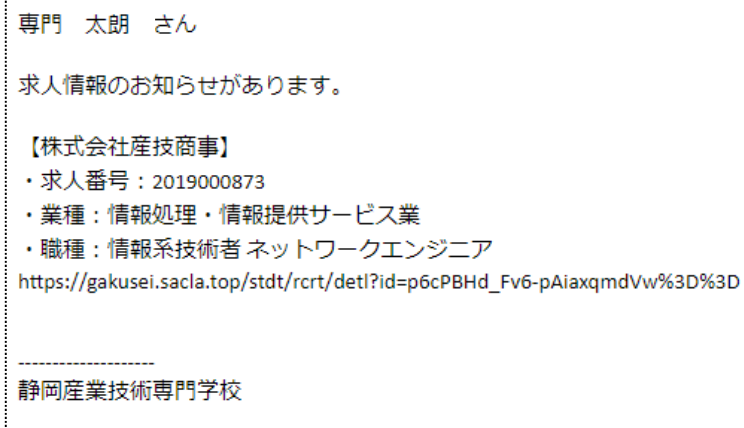 専門　太朗　さん
求人情報のお知らせがあります。
【株式会社産技商事】
・求人番号：2019000873
・業種：情報処理・情報提供サービス業
・職種：情報系技術者 ネットワークエンジニア
https://gakusei.sacla.top/stdt/rcrt/detl?id=p6cPBHd_Fv6-pAiaxqmdVw%3D%3D
--------------------
静岡産業技術専門学校